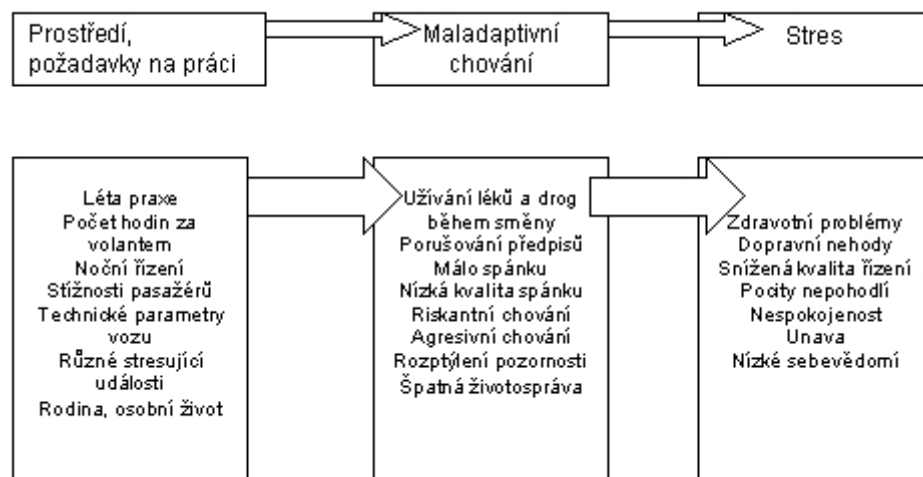 Prostředí,
požadavky na práci
Maladaptivní
chování
Stres
Léta praxe
Počet hodin za
volantem
Noční řízení
Stížnosti pasažérů
Technické parametry
vozu
Různé stresující
události
Rodina, osobní život
Užívání léků a drog
během směny
Porušování předpisů
Málo spánku
Nízká kvalita spánku
Riskantní chování
Agresivní chování
Rozptýlení pozornosti
Špatná životospráva
Zdravotní problémy
Dopravní nehody
Snížená kvalita řízení
Pocity nepohodlí
Nespokojenost
Unava
Nízké sebevědomí